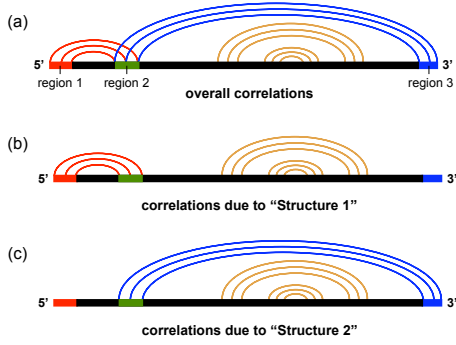 (a)
5’ 3’
region 1 region 2 region 3
overall correlations
(b)
5’ 3’
correlations due to “Structure 1”
(c)
5’ 3’
correlations due to “Structure 2”